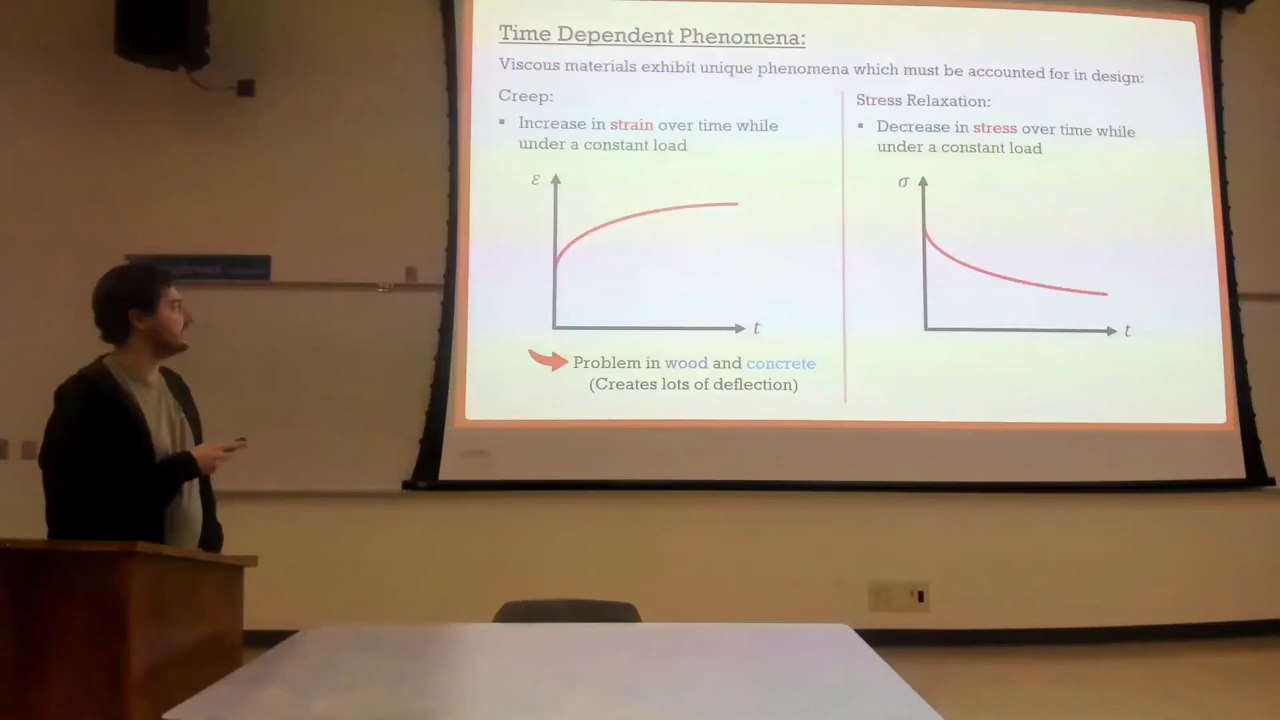 Time Dependent Phenomena:
Viscous materials exhibit unique phenomena which must be accounted for in design:
Creep:
▪ Increase in strain over time while
under a constant load
ε
t
Problem in wood and concrete
(Creates lots of deflection)
Stress Relaxation:
▪ Decrease in stress over time while
under a constant load
σ
t